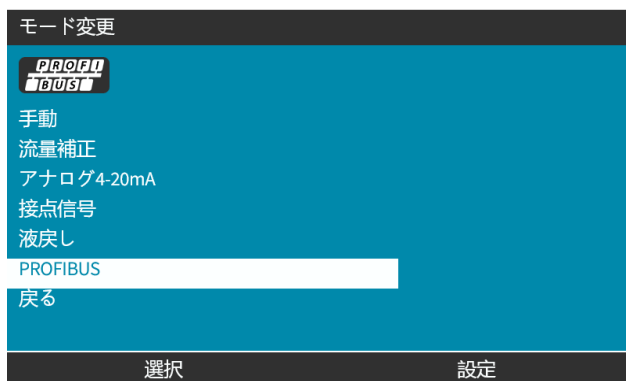 モード変更
PROFI
BUS
手動
流量補正
アナログ4-20mA
接点信号
液戻し
PROFIBUS
戻る
選択 設定